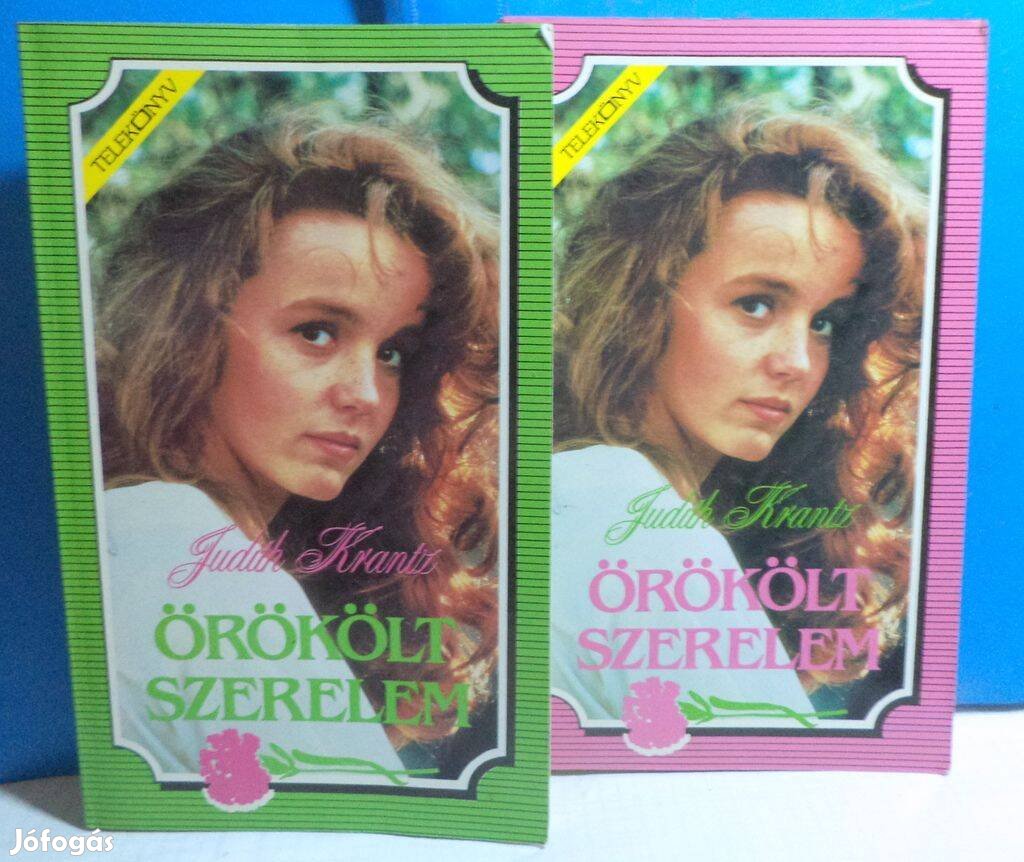 TELEKÖNYV
Judith Krantz
ÖRÖKÖLT
SZERELEM
TELEKÖNYV
Judith Krantz
ÖRÖKÖLT
SZERELEM
Jófogás